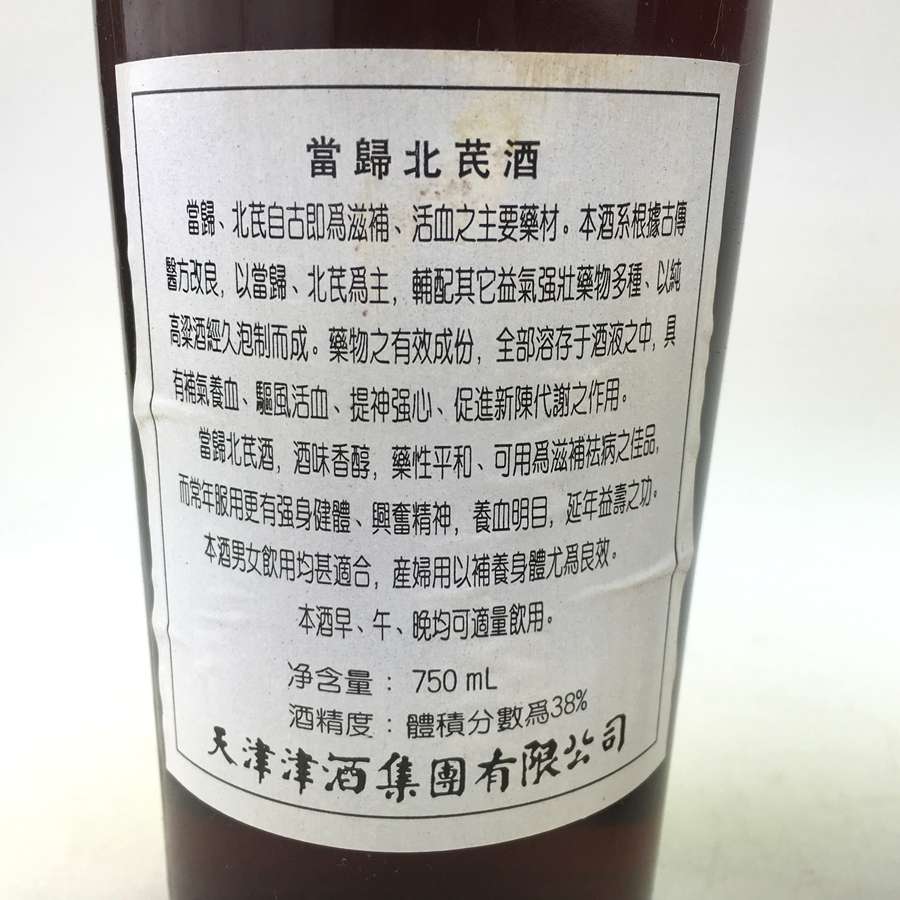 當歸北芪酒
當歸、北芪自古即爲滋補、活血之主要藥材。本酒系根據古傳
醫方改良，以當歸、北芪爲主，輔配其它益氣强壯藥物多種、以純
高粱酒經久泡制而成。藥物之有效成份，全部溶存于酒液之中，具
有補氣養血、驅風活血、提神强心、促進新陳代謝之作用。
當歸北芪酒，酒味香醇，藥性平和、可用爲滋補祛病之佳品，
而常年服用更有强身健體、興奮精神，養血明目，延年益壽之功。
本酒男女飲用均甚適合，産婦用以補養身體尤爲良效。
本酒早、午、晚均可適量飲用。
净含量：750 mL
酒精度：體積分數為38%
天津津酒集團有限公司